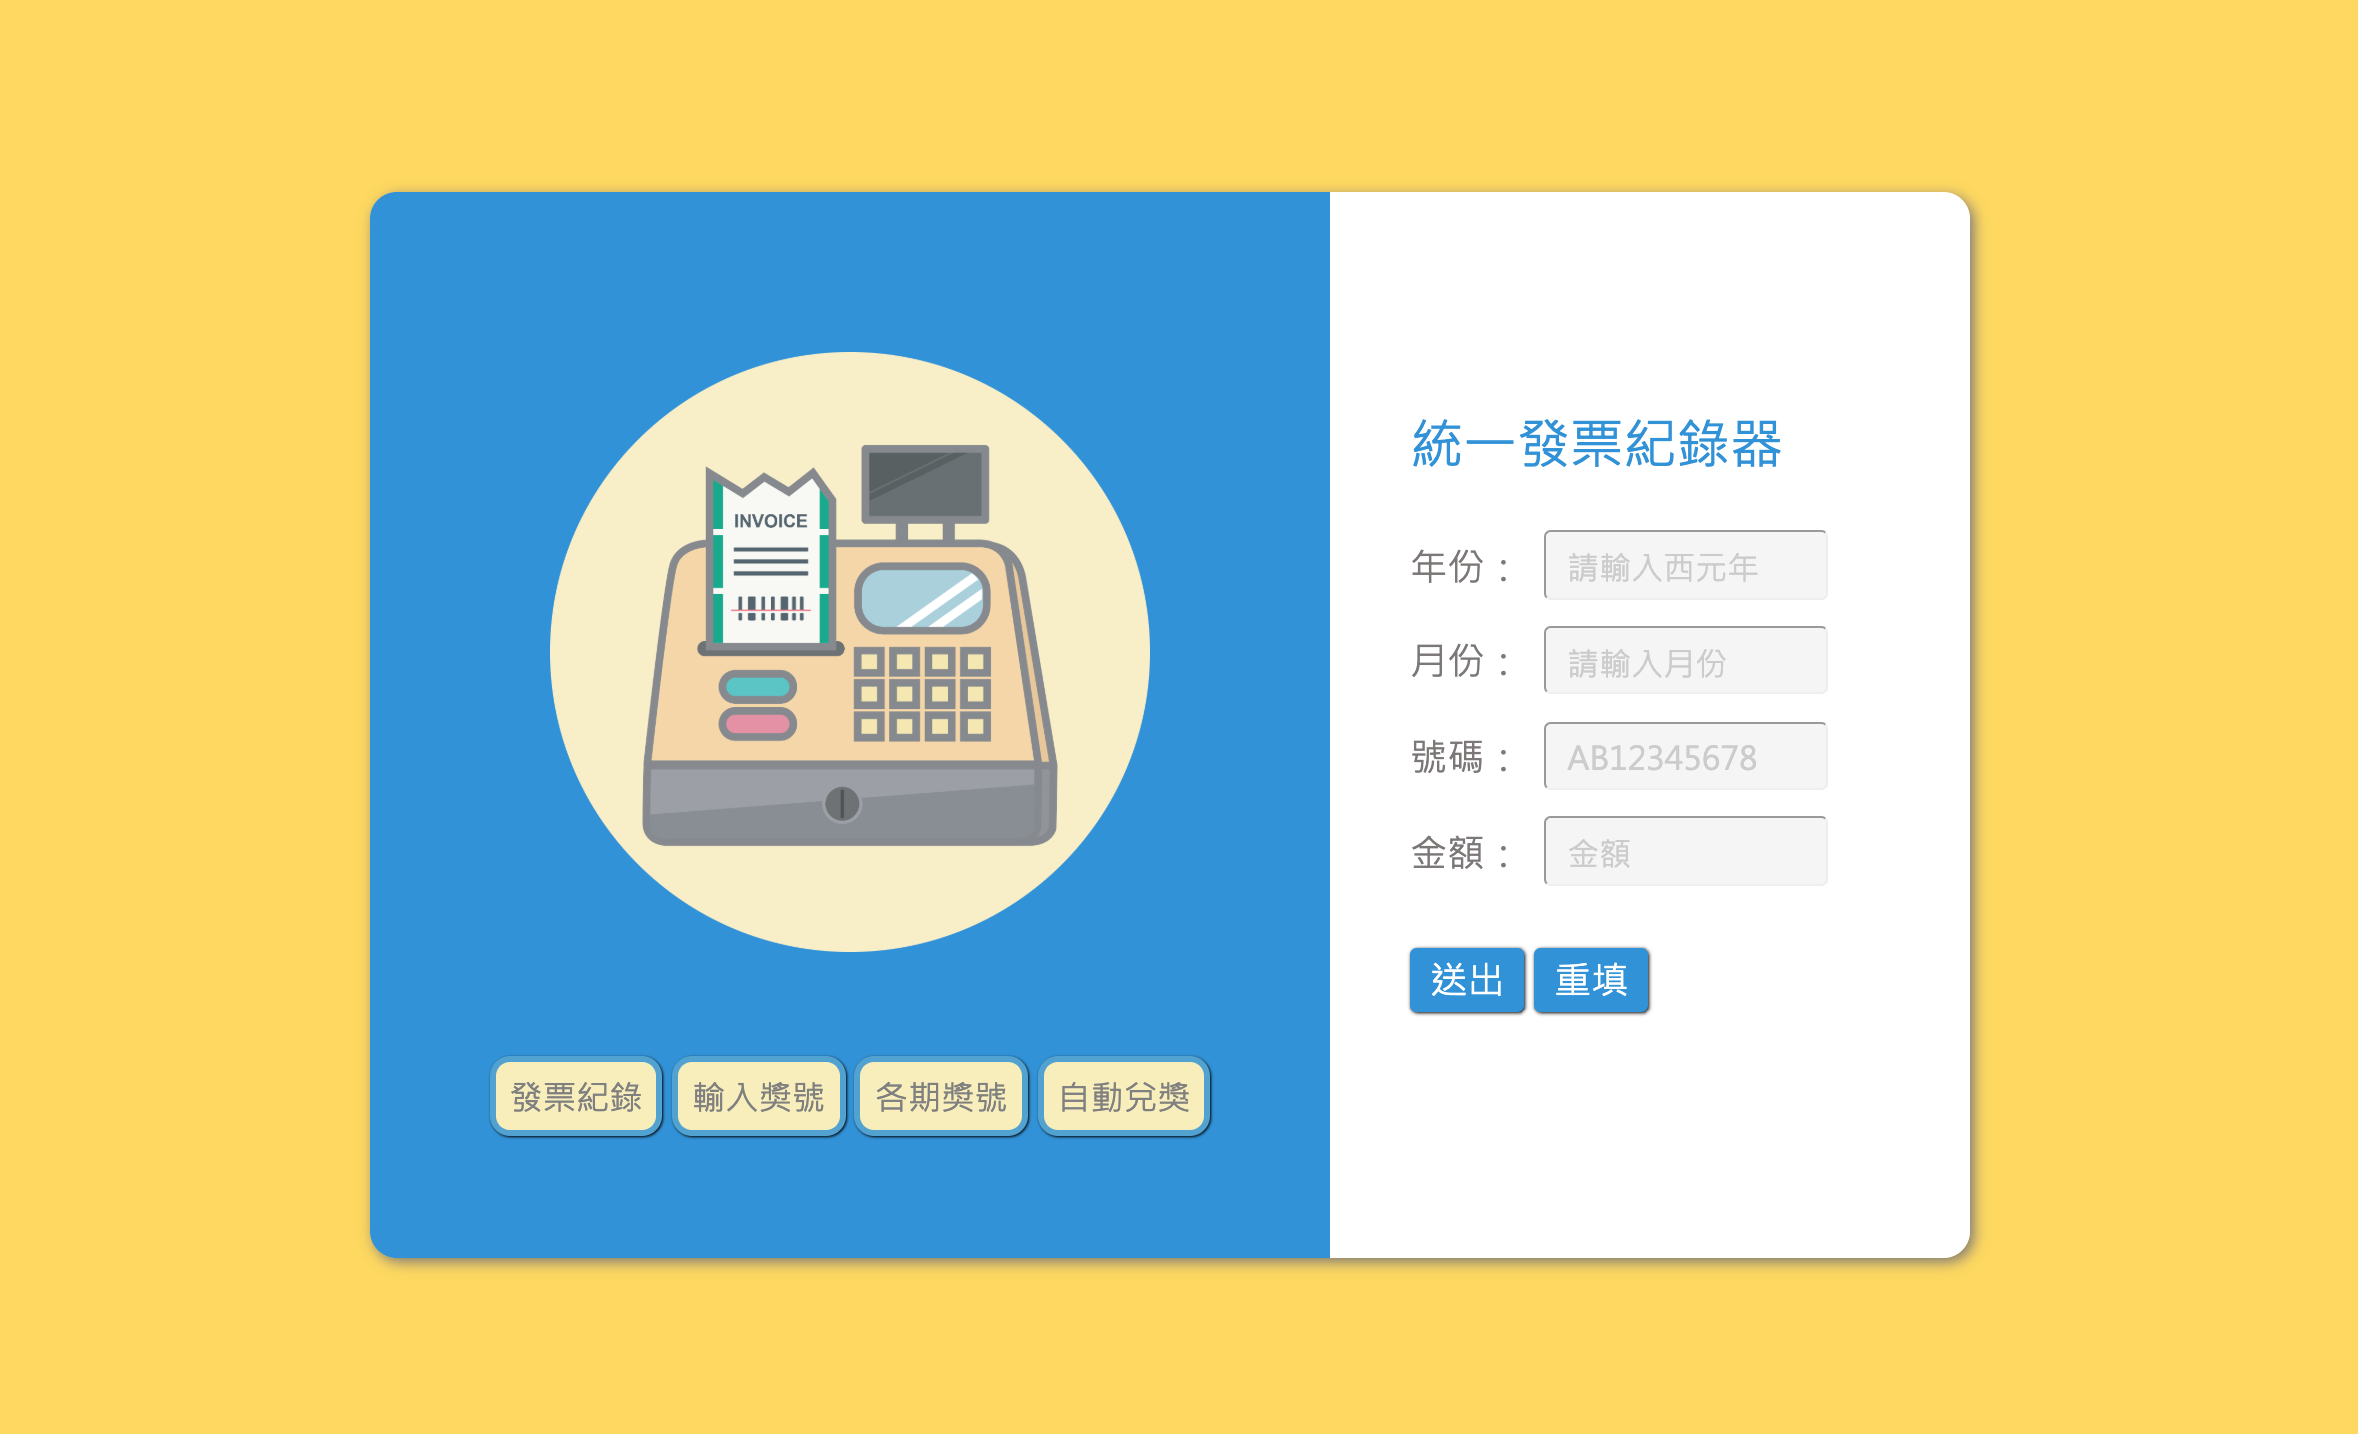 INVOICE
發票紀錄
輸入獎號
各期獎號
自動兌獎
統一發票紀錄器
年份： 請輸入西元年
月份： 請輸入月份
號碼： AB12345678
金額： 金額
送出 重填